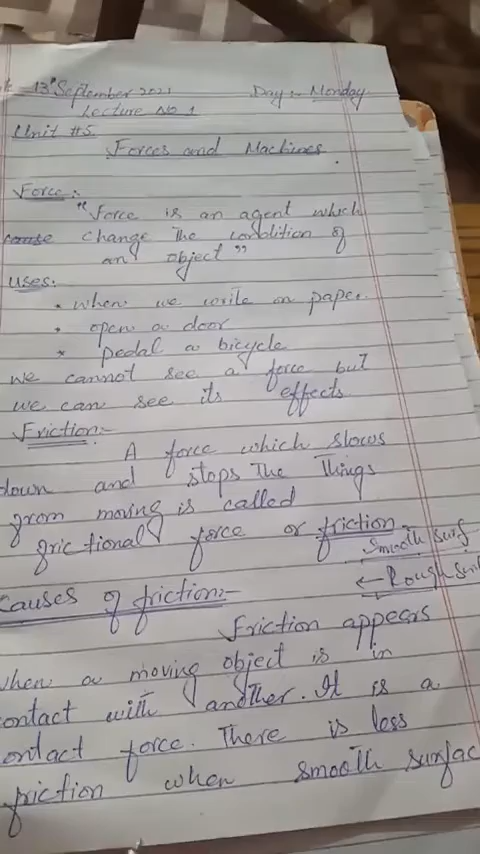 13 September 2021 Day:- Monday
Lecture No 1
Unit #5
Forces and Machines.
Force:-
"Force is an agent which
cause change the condition of
an object"
Uses:
• when we write on paper.
• open a door
* pedal a bicycle
we cannot see a force but
we can see its effects
Friction:-
A force which slows
down and stops The Things
from moving is called
frictional force or friction.
Smooth surf
← Rough sur
Causes of friction:-
Friction appears
when a moving object is in
contact with another. It is a
contact force. There is less
friction when smooth surfac